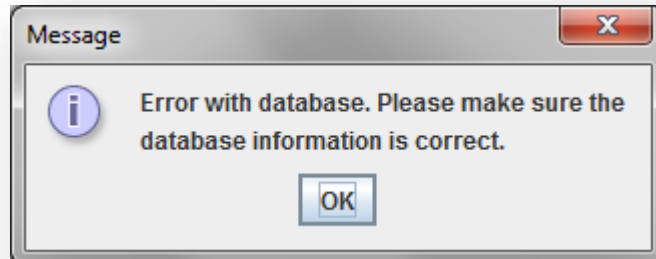 Message
Error with database. Please make sure the
database information is correct.
OK